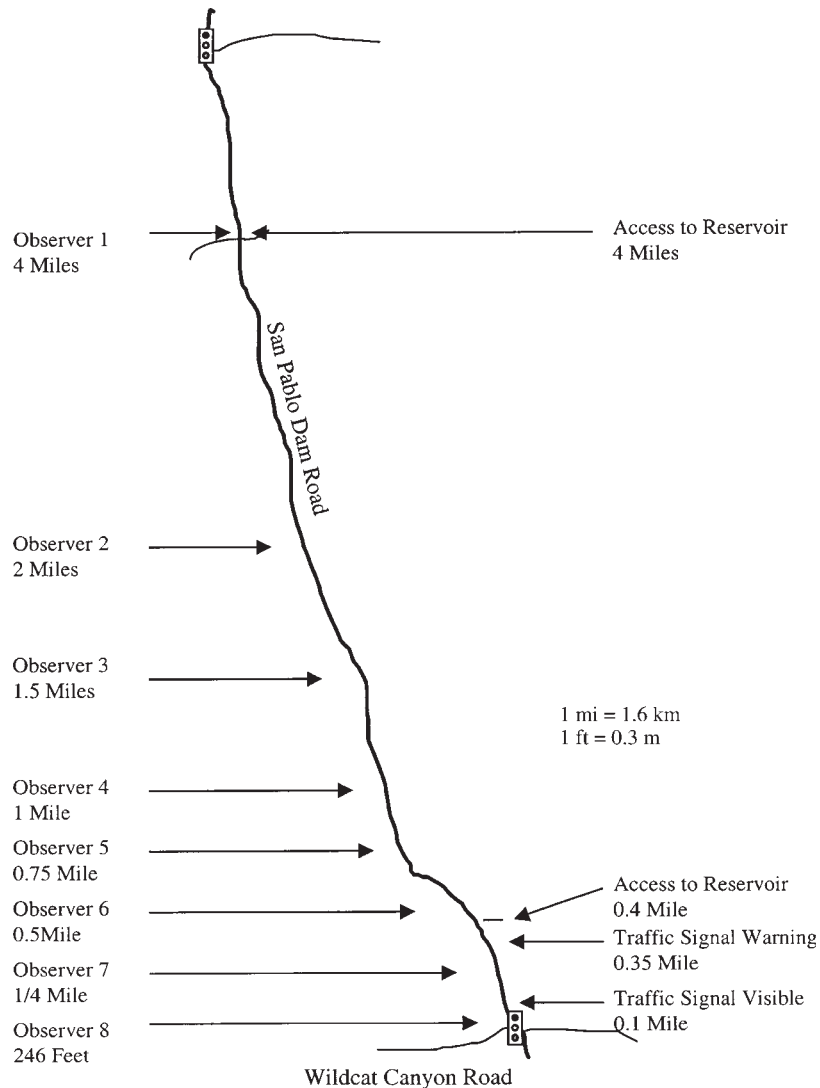 Observer 1
4 Miles
Access to Reservoir
4 Miles
San Pablo Dam Road
Observer 2
2 Miles
Observer 3
1.5 Miles
1 mi = 1.6 km
1 ft = 0.3 m
Observer 4
1 Mile
Observer 5
0.75 Mile
Observer 6
0.5Mile
Access to Reservoir
0.4 Mile
Traffic Signal Warning
0.35 Mile
Observer 7
1/4 Mile
Traffic Signal Visible
0.1 Mile
Observer 8
246 Feet
Wildcat Canyon Road